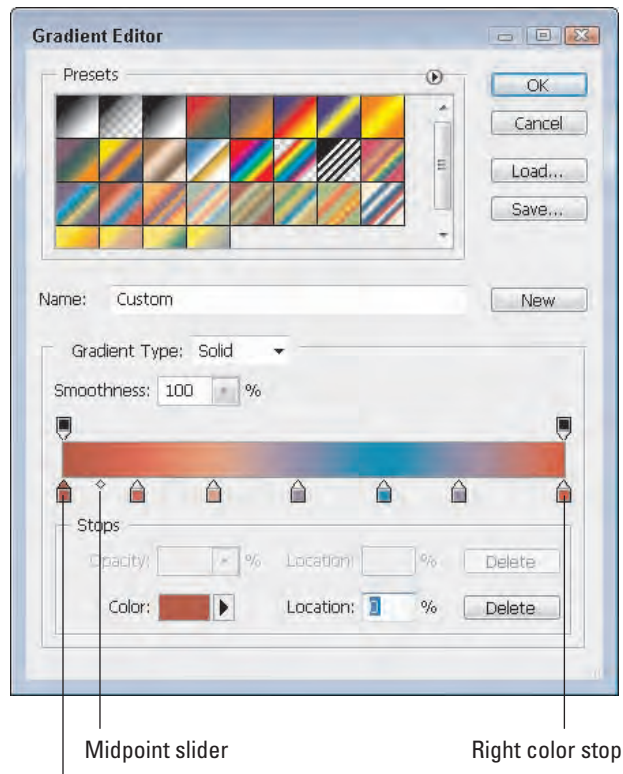 Gradient Editor
Presets
OK
Cancel
Load...
Save...
Name: Custom
New
Gradient Type: Solid
Smoothness: 100 %
Stops
Opacity: % Location: % Delete
Color: Location: 0 % Delete
Midpoint slider
Right color stop